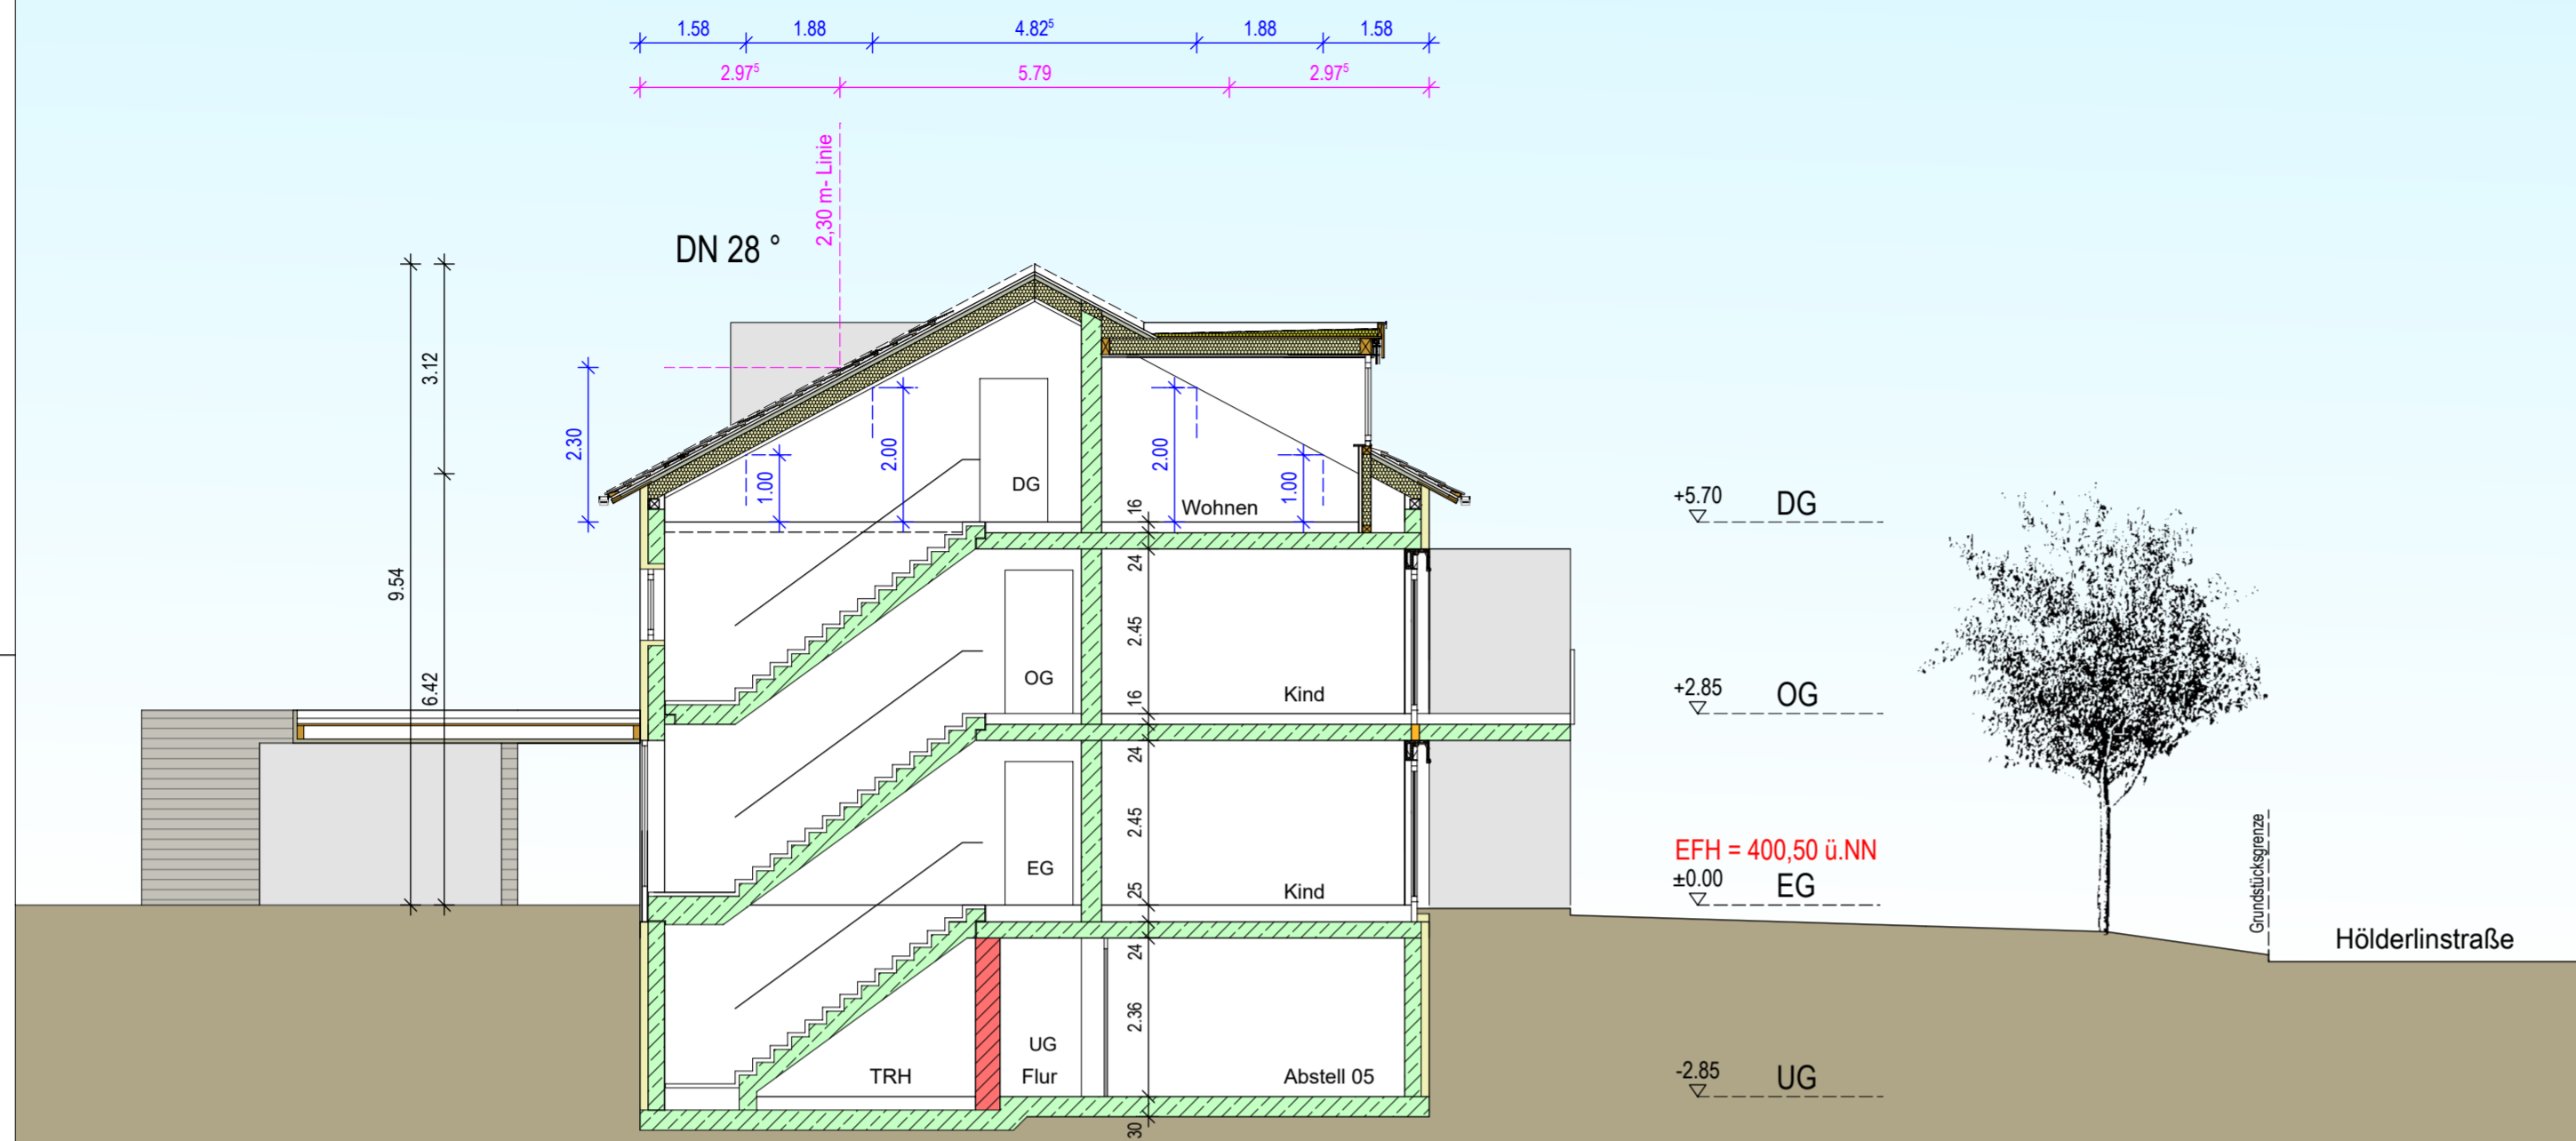 1.58 1.88 4.82⁵ 1.88 1.58
2.97⁵ 5.79 2.97⁵
2,30 m- Linie
DN 28 °
3.12
9.54
6.42
2.30
1.00
2.00
2.00
1.00
DG
16
Wohnen
24
2.45
OG
16
Kind
24
2.45
EG
25
Kind
24
2.36
UG
TRH
Flur
Abstell 05
30
+5.70 DG
+2.85 OG
EFH = 400,50 ü.NN
±0.00 EG
-2.85 UG
Grundstücksgrenze
Hölderlinstraße